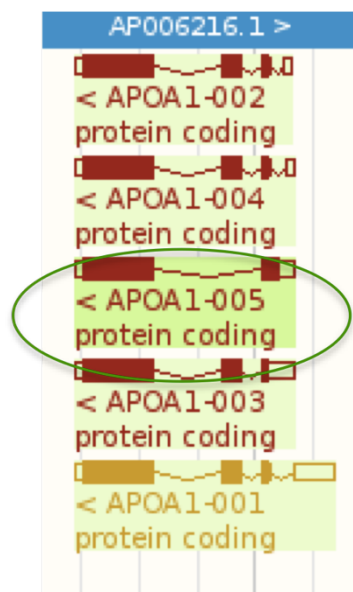 AP006216.1 >
< APOA1-002
protein coding
< APOA1-004
protein coding
< APOA1-005
protein coding
< APOA1-003
protein coding
< APOA1-001
protein coding